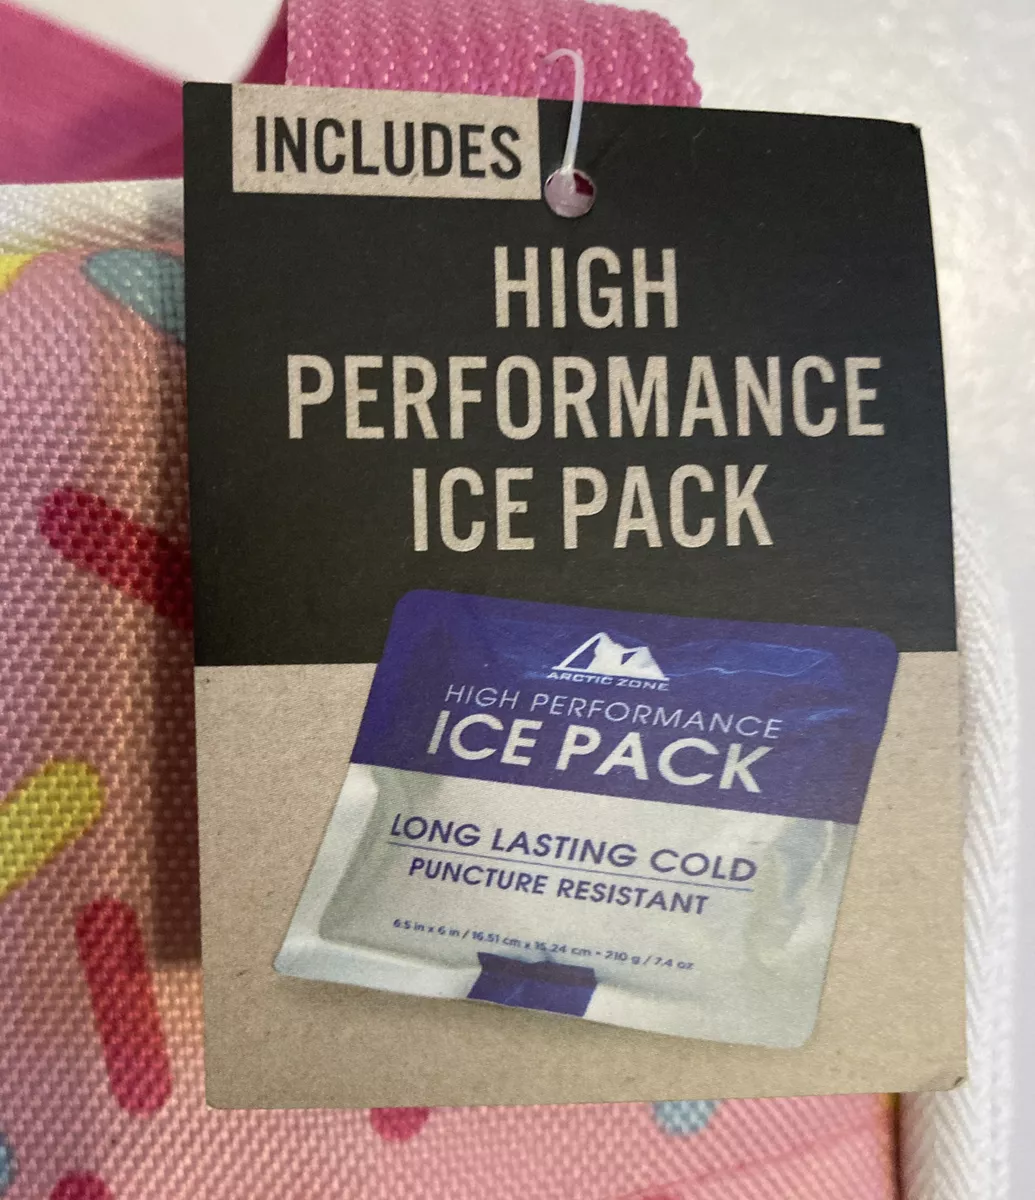 INCLUDES
HIGH
PERFORMANCE
ICE PACK
ARCTIC ZONE
HIGH PERFORMANCE
ICE PACK
LONG LASTING COLD
PUNCTURE RESISTANT
6.5 in x 6 in / 16.51 cm x 15.24 cm - 210 g / 7.4 oz